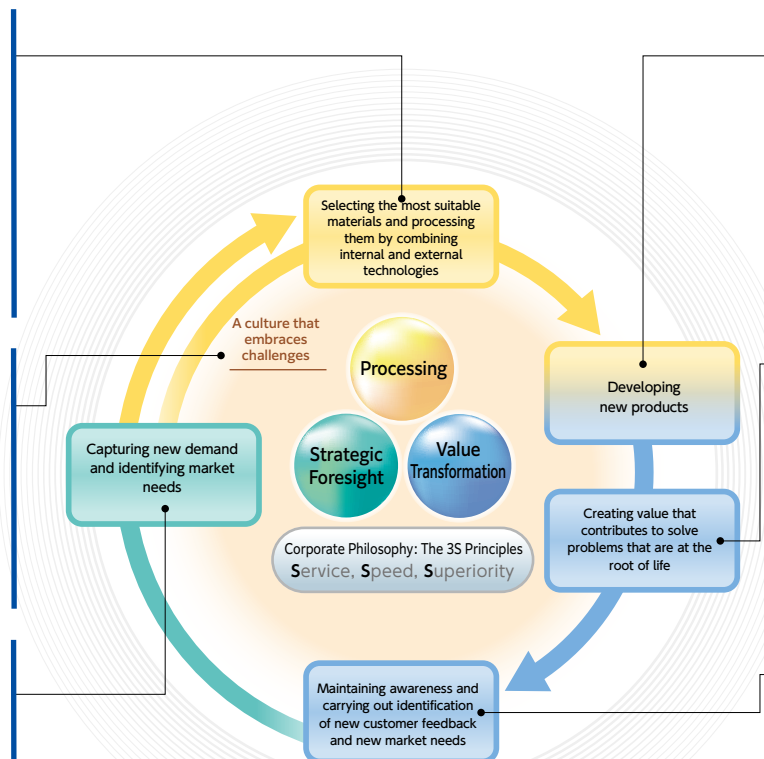 Selecting the most suitable
materials and processing
them by combining
internal and external
technologies
A culture that
embraces
challenges
Processing
Developing
new products
Capturing new demand
and identifying market
needs
Strategic
Foresight
Value
Transformation
Creating value that
contributes to solve
problems that are at the
root of life
Corporate Philosophy: The 3S Principles
Service, Speed, Superiority
Maintaining awareness and
carrying out identification
of new customer feedback
and new market needs